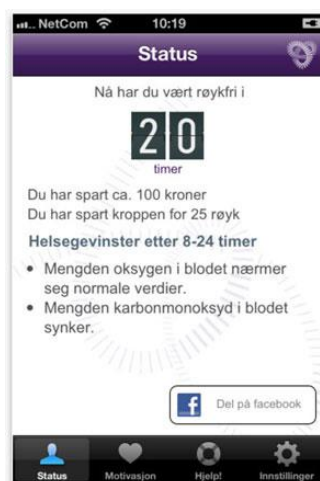 NetCom 10:19
Status
Nå har du vært røykfri i
20
timer
Du har spart ca. 100 kroner
Du har spart kroppen for 25 røyk
Helsegevinster etter 8-24 timer
• Mengden oksygen i blodet nærmer
seg normale verdier.
• Mengden karbonmonoksyd i blodet
synker.
f Del på facebook
Status Motivasjon Hjelp! Innstillinger